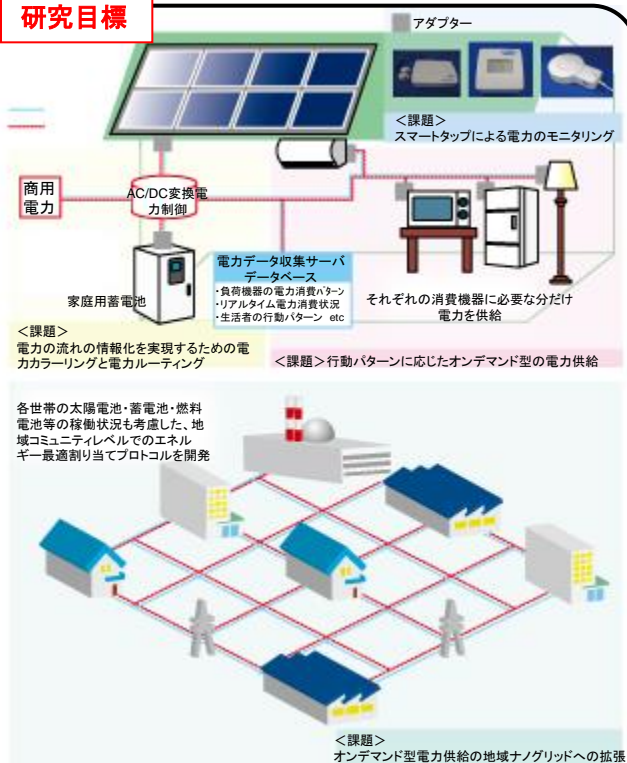 研究目標
アダプター
＜課題＞
スマートタップによる電力のモニタリング
商用
電力
AC/DC変換電
力制御
家庭用蓄電池
電力データ収集サーバ
データベース
・負荷機器の電力消費パターン
・リアルタイム電力消費状況
・生活者の行動パターン etc
それぞれの消費機器に必要な分だけ
電力を供給
＜課題＞
電力の流れの情報化を実現するための電
力カラーリングと電力ルーティング
＜課題＞行動パターンに応じたオンデマンド型の電力供給
各世帯の太陽電池・蓄電池・燃料
電池等の稼働状況も考慮した、地
域コミュニティレベルでのエネル
ギー最適割り当てプロトコルを開発
＜課題＞
オンデマンド型電力供給の地域ナノグリッドへの拡張